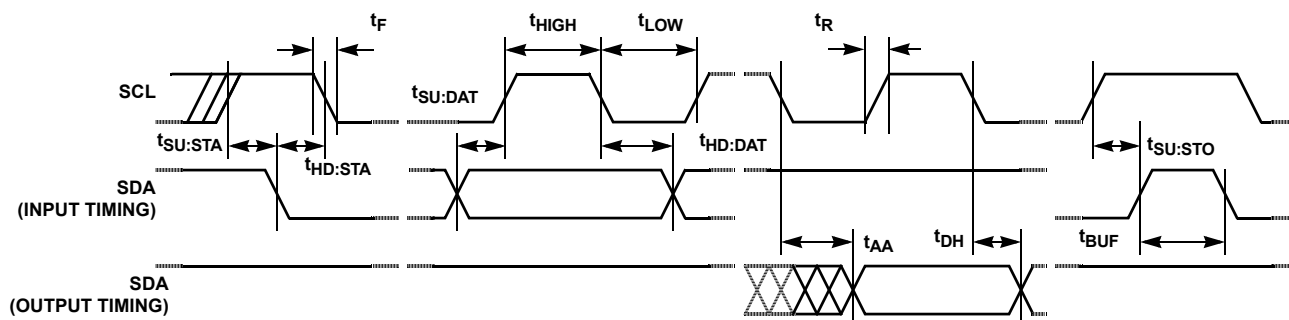 tF
tHIGH
tLOW
tR
SCL
tSU:DAT
tSU:STA
tHD:STA
tHD:DAT
tSU:STO
SDA
(INPUT TIMING)
tAA
tDH
tBUF
SDA
(OUTPUT TIMING)